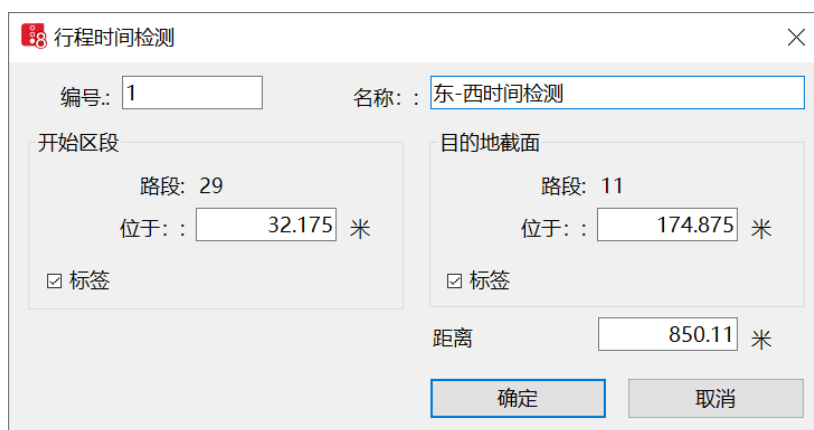 行程时间检测
编号.: 1 名称：: 东-西时间检测
开始区段 目的地截面
路段: 29 路段: 11
位于：: 32.175 米 位于：: 174.875 米
标签 标签
距离 850.11 米
确定 取消